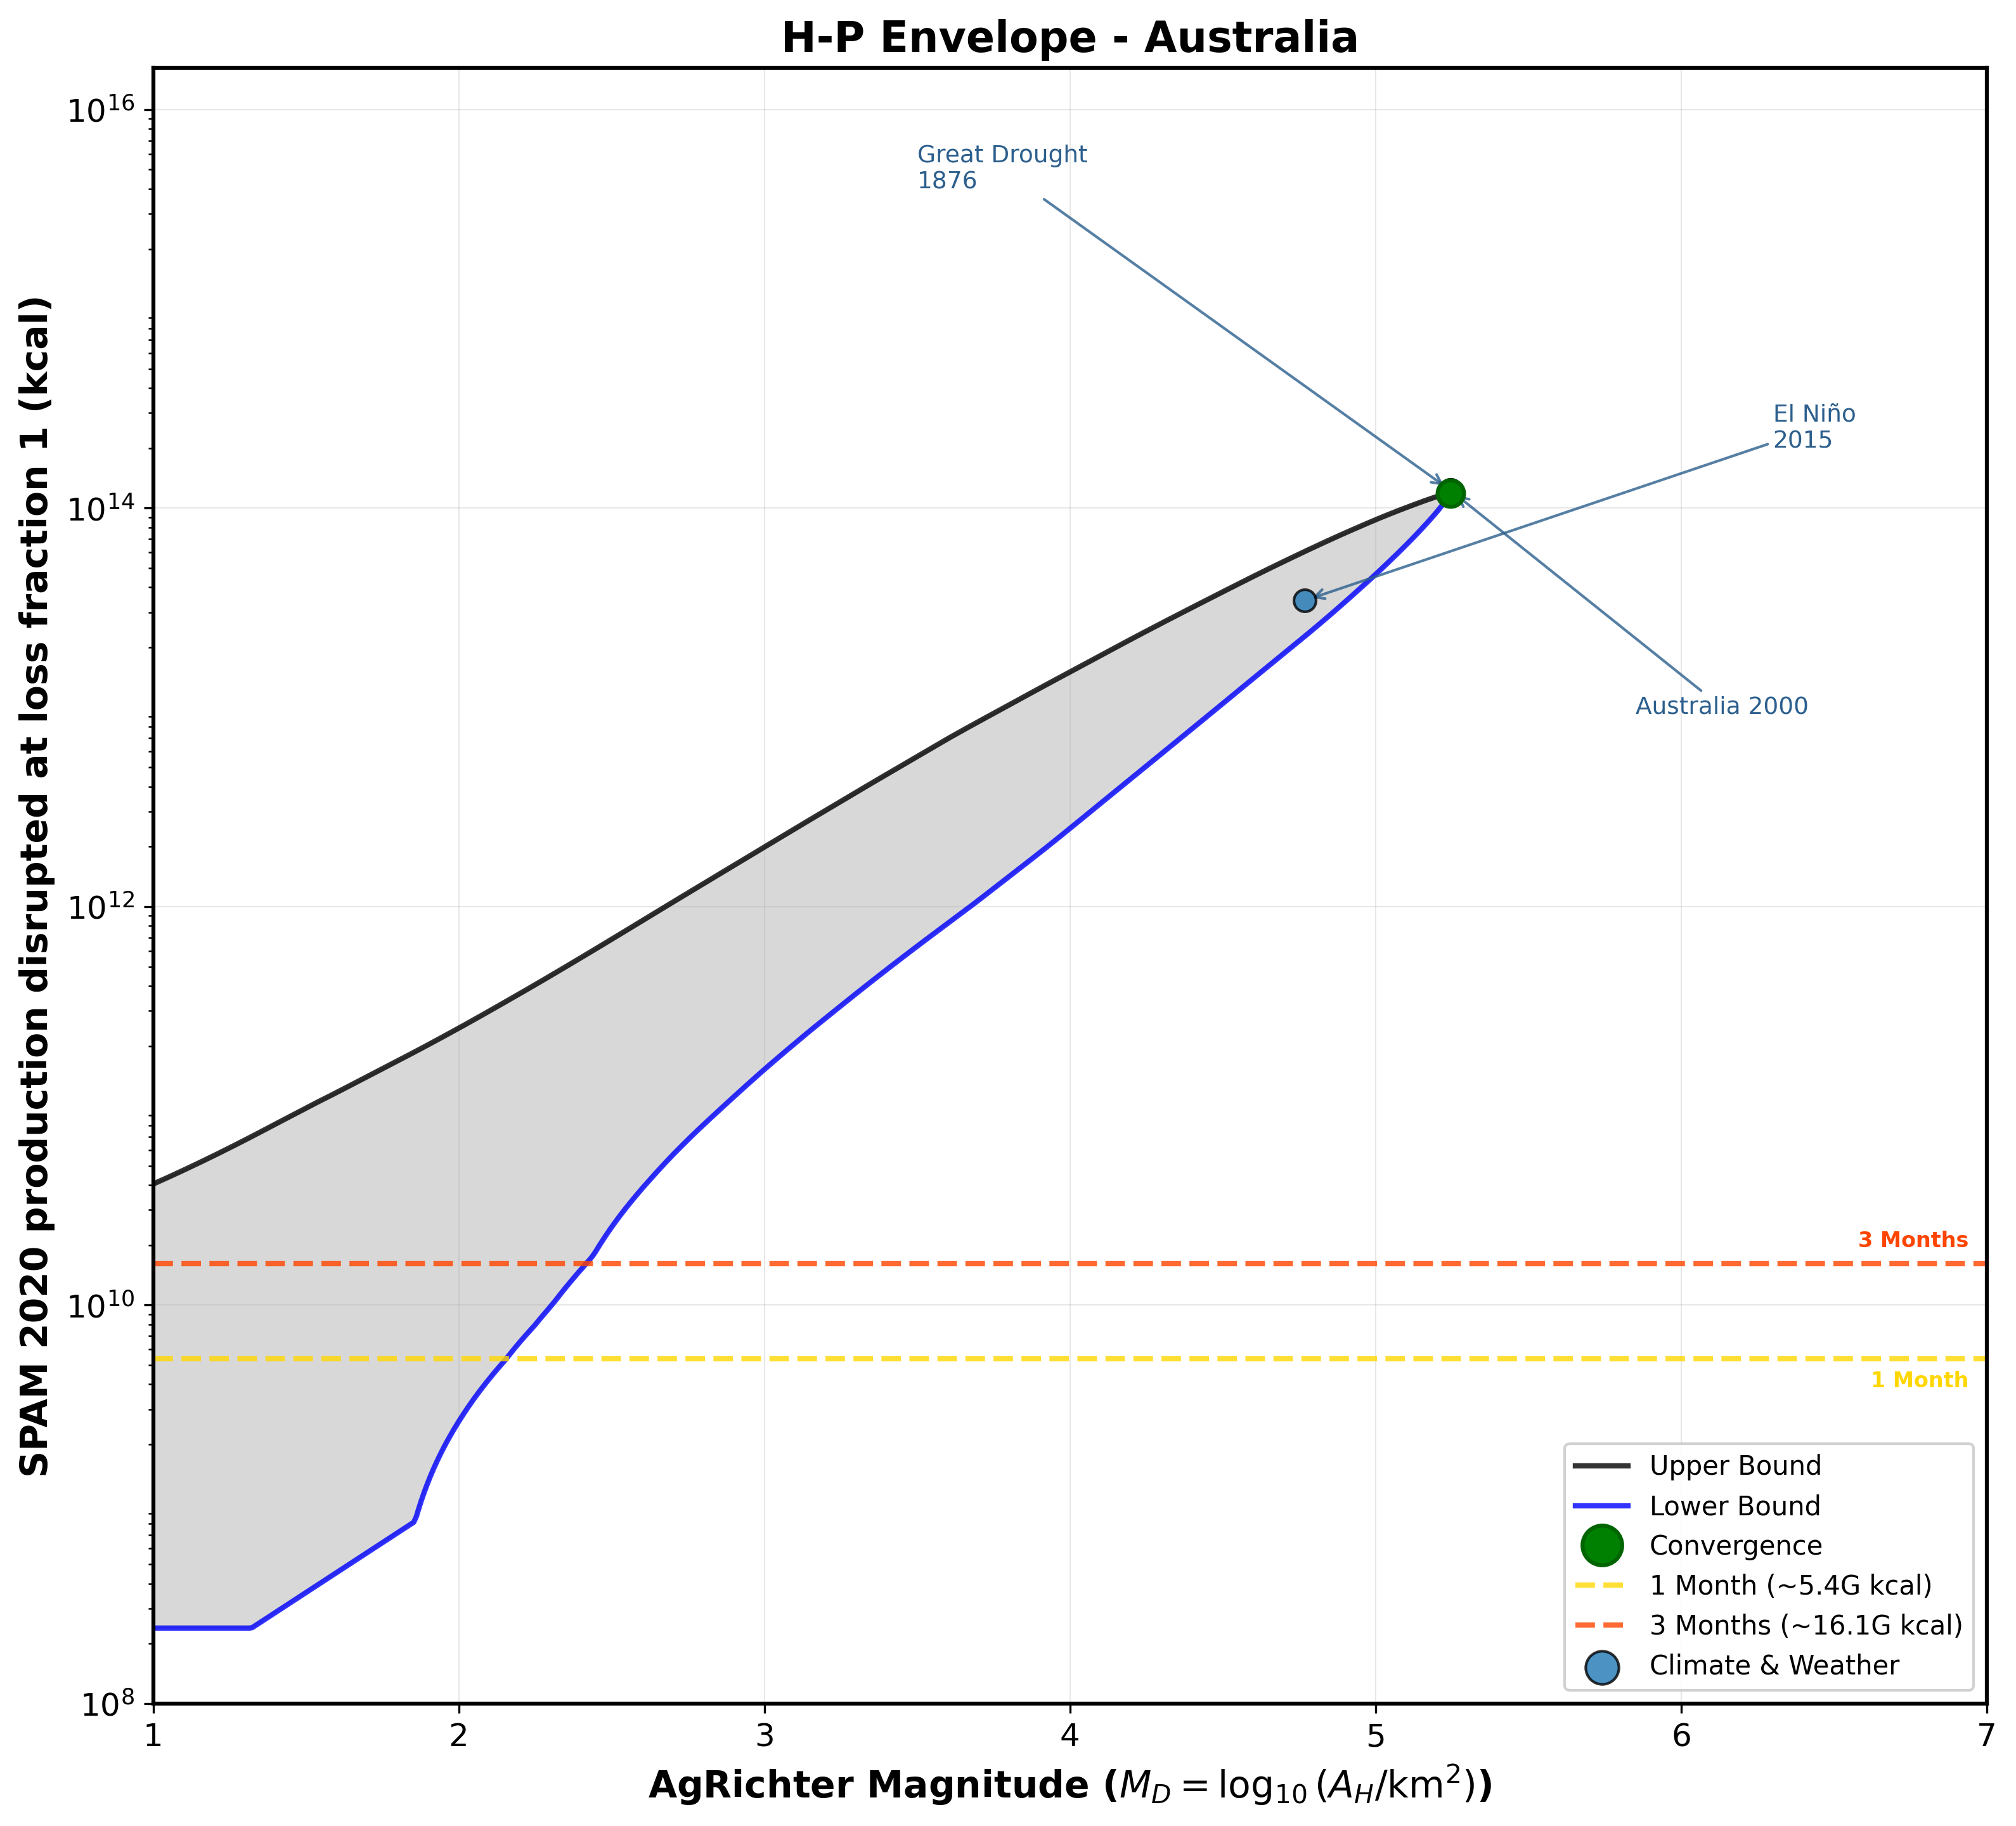 H-P Envelope - Australia
SPAM 2020 production disrupted at loss fraction 1 (kcal)
10^16
10^14
10^12
10^10
10^8
Great Drought
1876
El Niño
2015
Australia 2000
3 Months
1 Month
Upper Bound
Lower Bound
Convergence
1 Month (~5.4G kcal)
3 Months (~16.1G kcal)
Climate & Weather
1 2 3 4 5 6 7
AgRichter Magnitude (M_D = log_10 (A_H/km^2))